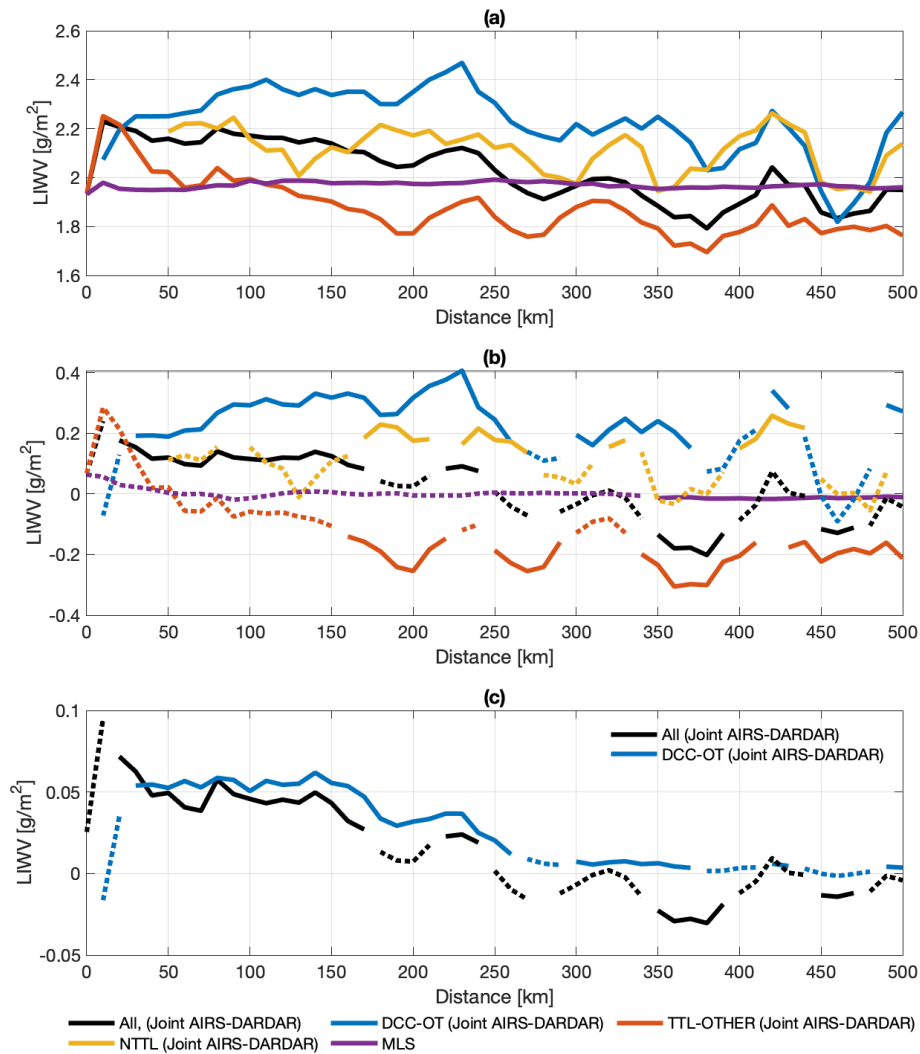 (a)
2.6
2.4
2.2
2
1.8
1.6
LIWV [g/m²]
0 50 100 150 200 250 300 350 400 450 500
Distance [km]
(b)
0.4
0.2
0
-0.2
-0.4
LIWV [g/m²]
0 50 100 150 200 250 300 350 400 450 500
Distance [km]
(c)
0.1
0.05
0
-0.05
LIWV [g/m²]
All (Joint AIRS-DARDAR)
DCC-OT (Joint AIRS-DARDAR)
0 50 100 150 200 250 300 350 400 450 500
Distance [km]
All, (Joint AIRS-DARDAR) DCC-OT (Joint AIRS-DARDAR) TTL-OTHER (Joint AIRS-DARDAR)
NTTL (Joint AIRS-DARDAR) MLS